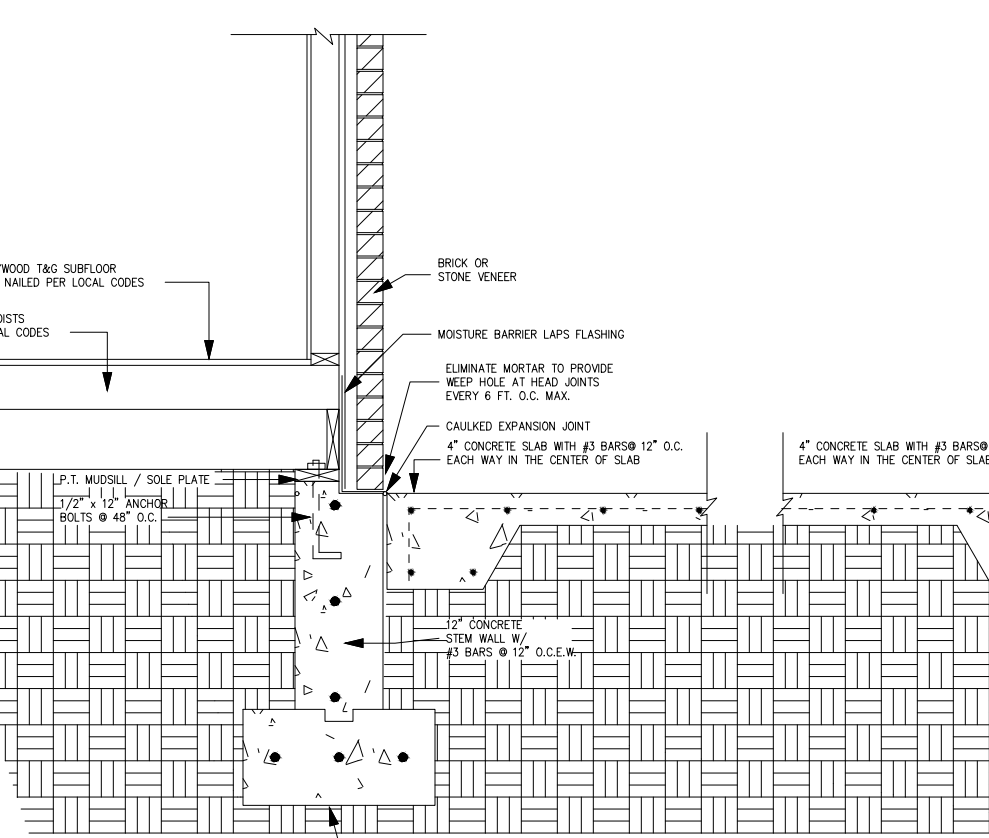 YWOOD T&G SUBFLOOR
NAILED PER LOCAL CODES
OISTS
AL CODES
BRICK OR
STONE VENEER
MOISTURE BARRIER LAPS FLASHING
ELIMINATE MORTAR TO PROVIDE
WEEP HOLE AT HEAD JOINTS
EVERY 6 FT. O.C. MAX.
CAULKED EXPANSION JOINT
4" CONCRETE SLAB WITH #3 BARS@ 12" O.C.
EACH WAY IN THE CENTER OF SLAB
4" CONCRETE SLAB WITH #3 BARS@
EACH WAY IN THE CENTER OF SLAB
P.T. MUDSILL / SOLE PLATE
1/2" x 12" ANCHOR
BOLTS @ 48" O.C.
12" CONCRETE
STEM WALL W/
#3 BARS @ 12" O.C.E.W.